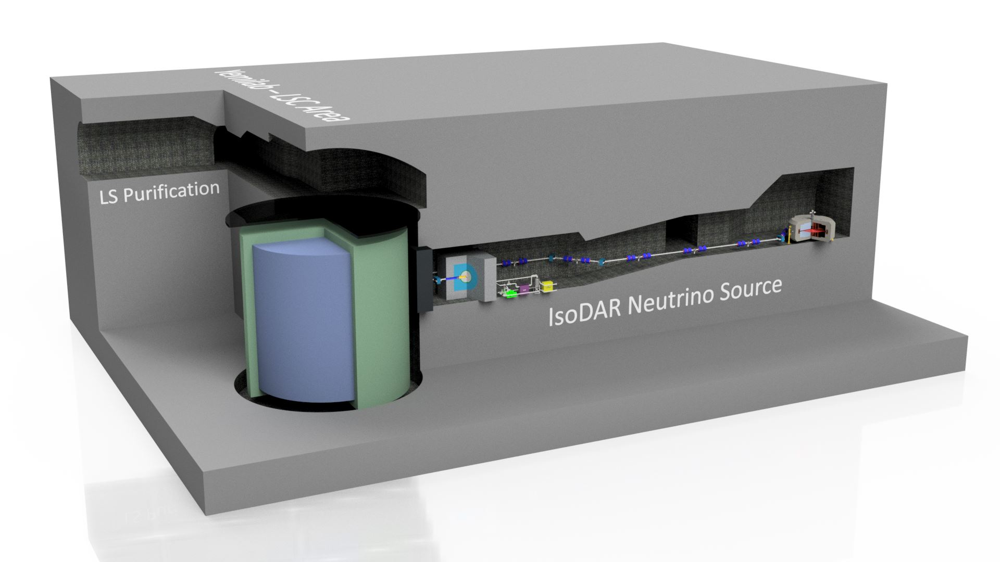 Yemilab – LSC Area
LS Purification
IsoDAR Neutrino Source